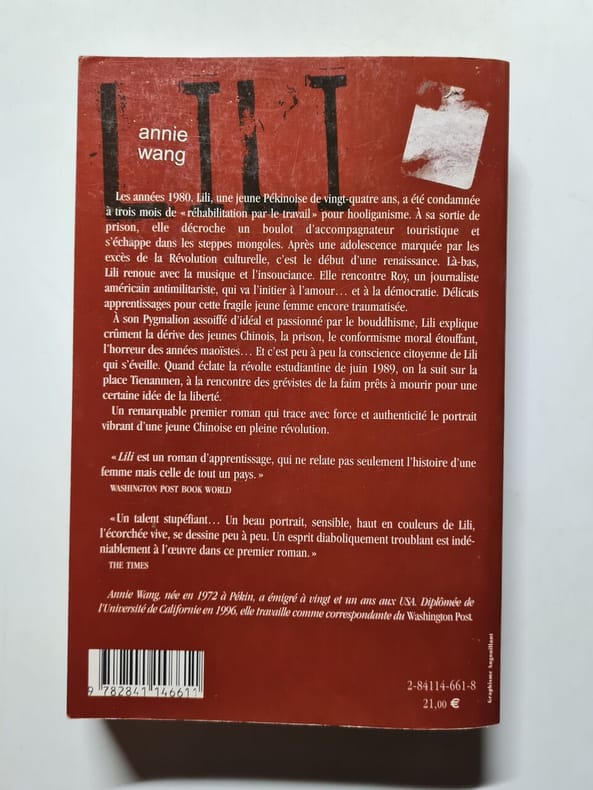 LILI
annie
wang
Les années 1980. Lili, une jeune Pékinoise de vingt-quatre ans, a été condamnée
à trois mois de « réhabilitation par le travail » pour hooliganisme. À sa sortie de
prison, elle décroche un boulot d'accompagnateur touristique et
s'échappe dans les steppes mongoles. Après une adolescence marquée par les
excès de la Révolution culturelle, c'est le début d'une renaissance. Là-bas,
Lili renoue avec la musique et l'insouciance. Elle rencontre Roy, un journaliste
américain antimilitariste, qui va l'initier à l'amour... et à la démocratie. Délicats
apprentissages pour cette fragile jeune femme encore traumatisée.
À son Pygmalion assoiffé d'idéal et passionné par le bouddhisme, Lili explique
crûment la dérive des jeunes Chinois, la prison, le conformisme moral étouffant,
l'horreur des années maoïstes... Et c'est peu à peu la conscience citoyenne de Lili
qui s'éveille. Quand éclate la révolte estudiantine de juin 1989, on la suit sur la
place Tienanmen, à la rencontre des grévistes de la faim prêts à mourir pour une
certaine idée de la liberté.
Un remarquable premier roman qui trace avec force et authenticité le portrait
vibrant d'une jeune Chinoise en pleine révolution.
« Lili est un roman d'apprentissage, qui ne relate pas seulement l'histoire d'une
femme mais celle de tout un pays. »
WASHINGTON POST BOOK WORLD
« Un talent stupéfiant... Un beau portrait, sensible, haut en couleurs de Lili,
l'écorchée vive, se dessine peu à peu. Un esprit diaboliquement troublant est indé-
niablement à l'œuvre dans ce premier roman. »
THE TIMES
Annie Wang, née en 1972 à Pékin, a émigré à vingt et un ans aux USA. Diplômée de
l'Université de Californie en 1996, elle travaille comme correspondante du Washington Post.
9 782841 146611
2-84114-661-8
21,00 €
Graphisme Hugouillant